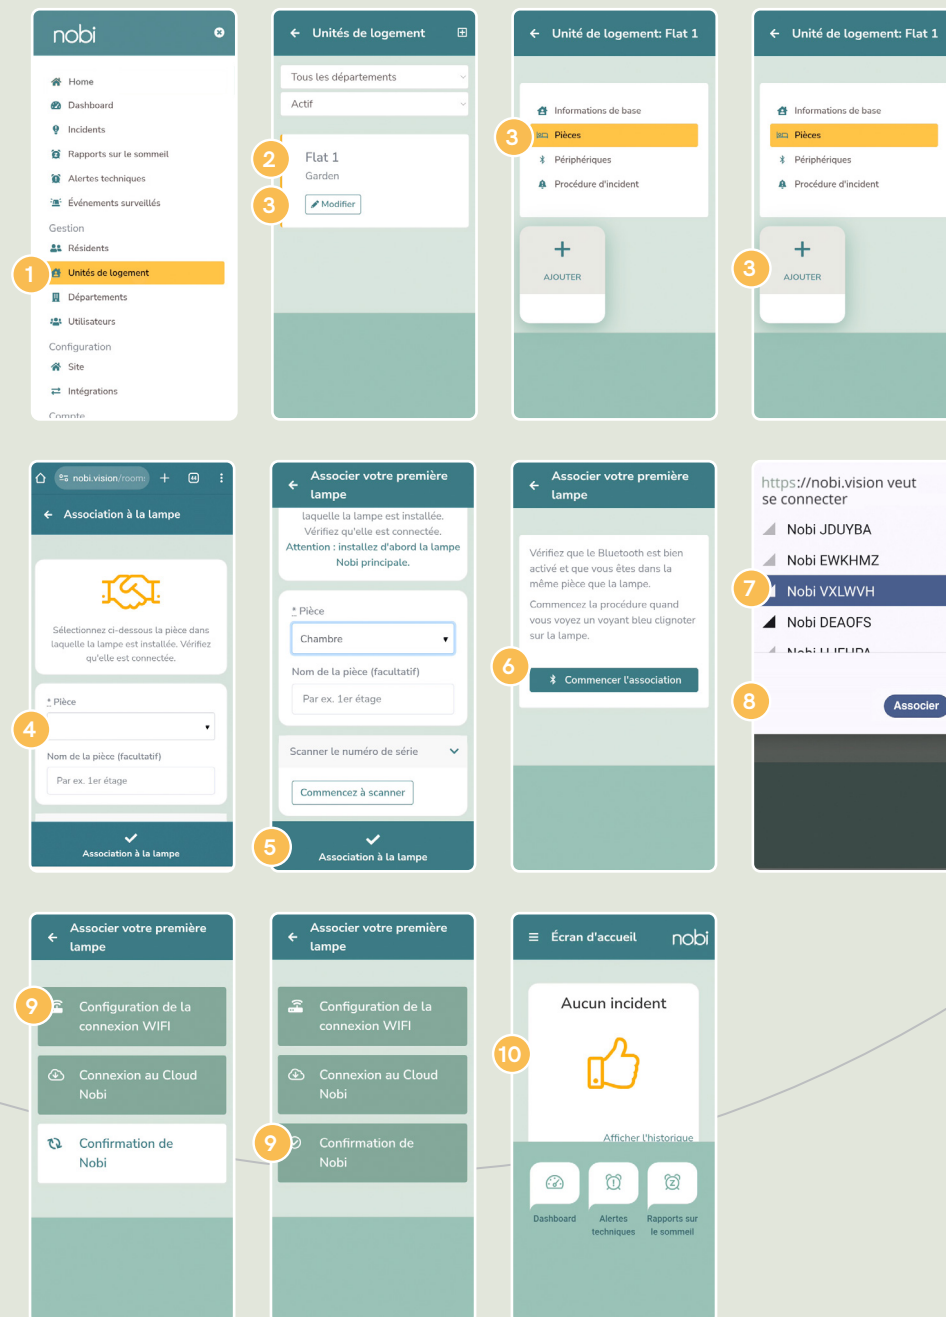 nobi
Home
Dashboard
Incidents
Rapports sur le sommeil
Alertes techniques
Événements surveillés
Gestion
Résidents
1
Unités de logement
Départements
Utilisateurs
Configuration
Site
Intégrations
Compte
Unités de logement
Tous les départements
Actif
2
Flat 1
Garden
3
Modifier
Unité de logement: Flat 1
Informations de base
3
Pièces
Périphériques
Procédure d'incident
AJOUTER
Unité de logement: Flat 1
Informations de base
Pièces
Périphériques
Procédure d'incident
3
AJOUTER
nobi.vision/room
44
Association à la lampe
Sélectionnez ci-dessous la pièce dans
laquelle la lampe est installée. Vérifiez
qu'elle est connectée.
* Pièce
4
Nom de la pièce (facultatif)
Par ex. 1er étage
Association à la lampe
Associer votre première
lampe
laquelle la lampe est installée.
Vérifiez qu'elle est connectée.
Attention : installez d'abord la lampe
Nobi principale.
* Pièce
Chambre
Nom de la pièce (facultatif)
Par ex. 1er étage
Scanner le numéro de série
Commencez à scanner
5
Association à la lampe
Associer votre première
lampe
Vérifiez que le Bluetooth est bien
activé et que vous êtes dans la
même pièce que la lampe.
Commencez la procédure quand
vous voyez un voyant bleu clignoter
sur la lampe.
6
Commencer l'association
https://nobi.vision veut
se connecter
Nobi JDUYBA
Nobi EWKHMZ
7
Nobi VXLWVH
Nobi DEAOFS
8
Associer
Associer votre première
lampe
9
Configuration de la
connexion WIFI
Connexion au Cloud
Nobi
Confirmation de
Nobi
Associer votre première
lampe
Configuration de la
connexion WIFI
Connexion au Cloud
Nobi
9
Confirmation de
Nobi
Écran d'accueil
nobi
Aucun incident
10
Afficher l'historique
Dashboard
Alertes
techniques
Rapports sur
le sommeil